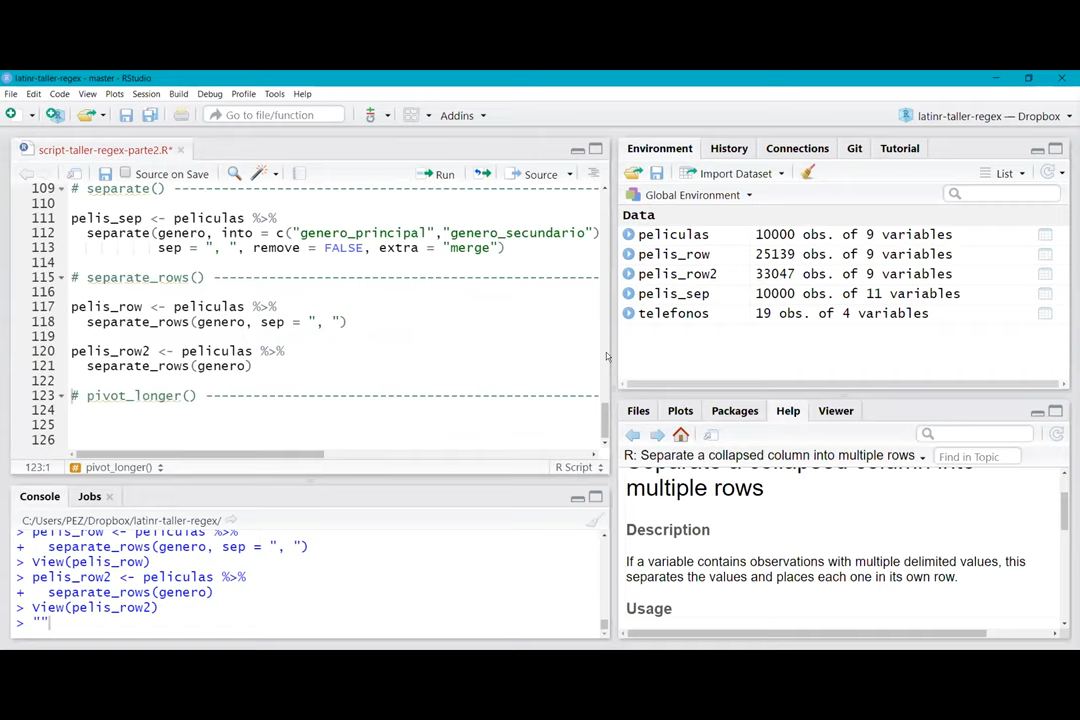 latinr-taller-regex - master - RStudio
File Edit Code View Plots Session Build Debug Profile Tools Help
Go to file/function Addins latinr-taller-regex — Dropbox
script-taller-regex-parte2.R*
Source on Save Run Source
109 # separate() 
110
111 pelis_sep <- peliculas %>%
112 separate(genero, into = c("genero_principal","genero_secundario")
113 sep = ", ", remove = FALSE, extra = "merge")
114
115 # separate_rows() 
116
117 pelis_row <- peliculas %>%
118 separate_rows(genero, sep = ", ")
119
120 pelis_row2 <- peliculas %>%
121 separate_rows(genero)
122
123 # pivot_longer() 
124
125
126
123:1 # pivot_longer() R Script
Console Jobs
C:/Users/PEZ/Dropbox/latinr-taller-regex/
> pelis_row <- peliculas %>%
+ separate_rows(genero, sep = ", ")
> View(pelis_row)
> pelis_row2 <- peliculas %>%
+ separate_rows(genero)
> View(pelis_row2)
> ""
Environment History Connections Git Tutorial
Import Dataset List
Global Environment
Data
peliculas 10000 obs. of 9 variables
pelis_row 25139 obs. of 9 variables
pelis_row2 33047 obs. of 9 variables
pelis_sep 10000 obs. of 11 variables
telefonos 19 obs. of 4 variables
Files Plots Packages Help Viewer
R: Separate a collapsed column into multiple rows Find in Topic
Separate a collapsed column into
multiple rows
Description
If a variable contains observations with multiple delimited values, this
separates the values and places each one in its own row.
Usage